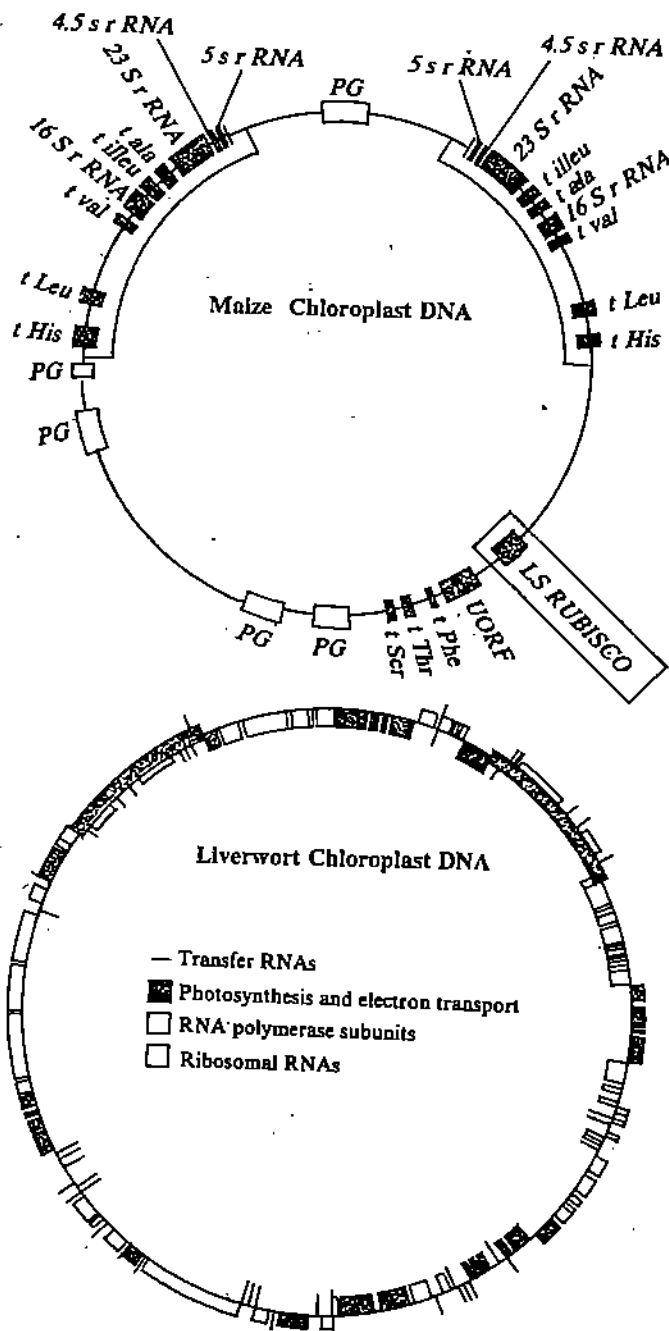 4.5 s r RNA
5 s r RNA
23 S r RNA
t ala
t illeu
16 S r RNA
t val
t Leu
t His
PG
PG
PG
5 s r RNA
4.5 s r RNA
23 S r RNA
t illeu
t ala
16 S r RNA
t val
t Leu
t His
Maize Chloroplast DNA
LS RUBISCO
UORF
t Phe
t Thr
t Ser
PG
PG
Liverwort Chloroplast DNA
Transfer RNAs
Photosynthesis and electron transport
RNA polymerase subunits
Ribosomal RNAs